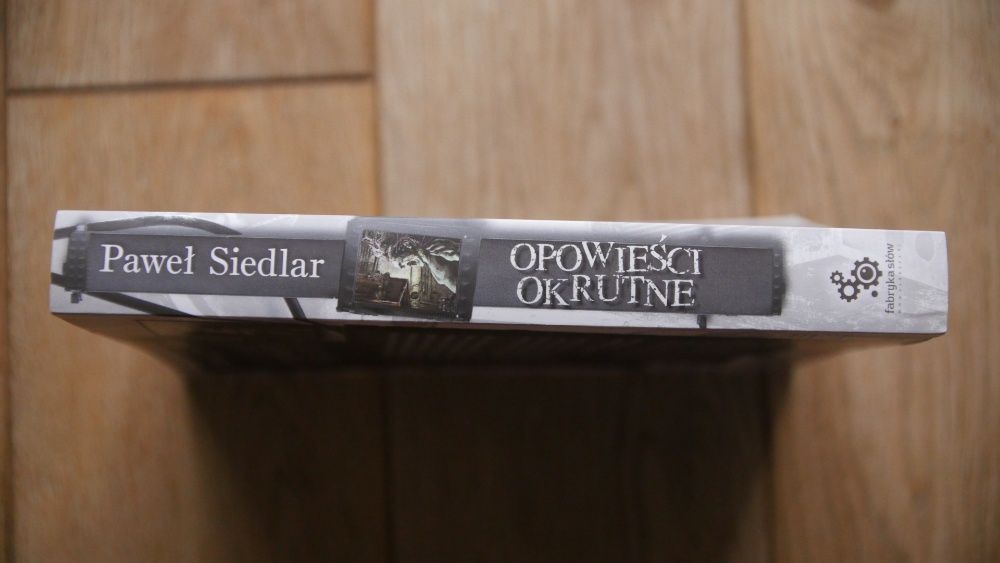 Paweł Siedlar
OPOWIEŚCI
OKRUTNE
fabryka słów